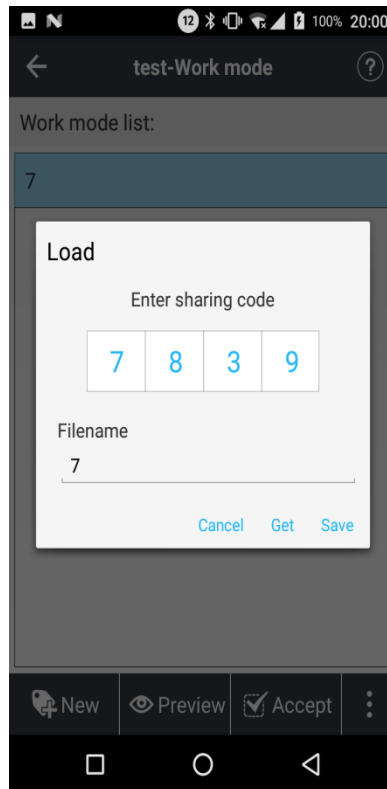 12 100% 20:00
test-Work mode ?
Work mode list:
7
Load
Enter sharing code
7 8 3 9
Filename
7
Cancel Get Save
New Preview Accept